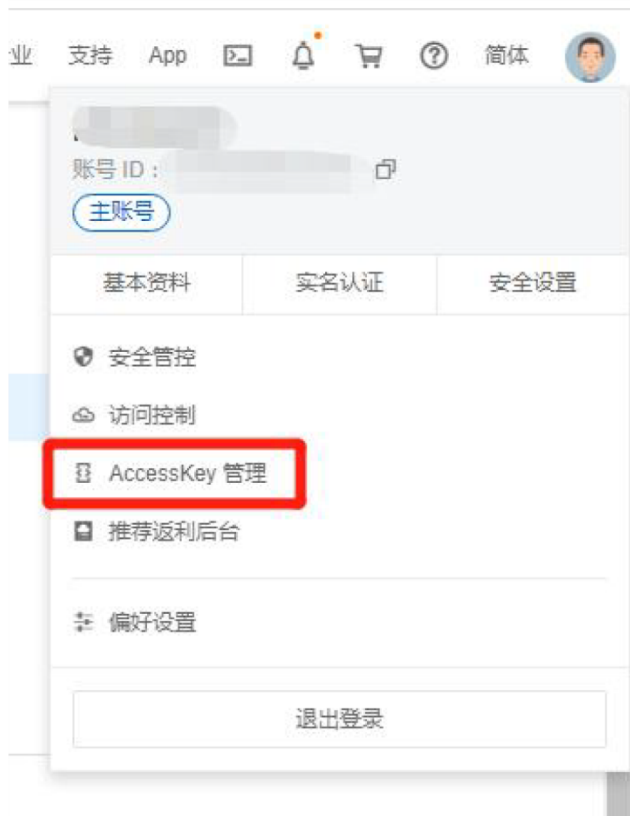 业 支持 App 简体
账号 ID：
主账号
基本资料 实名认证 安全设置
安全管控
访问控制
AccessKey 管理
推荐返利后台
偏好设置
退出登录